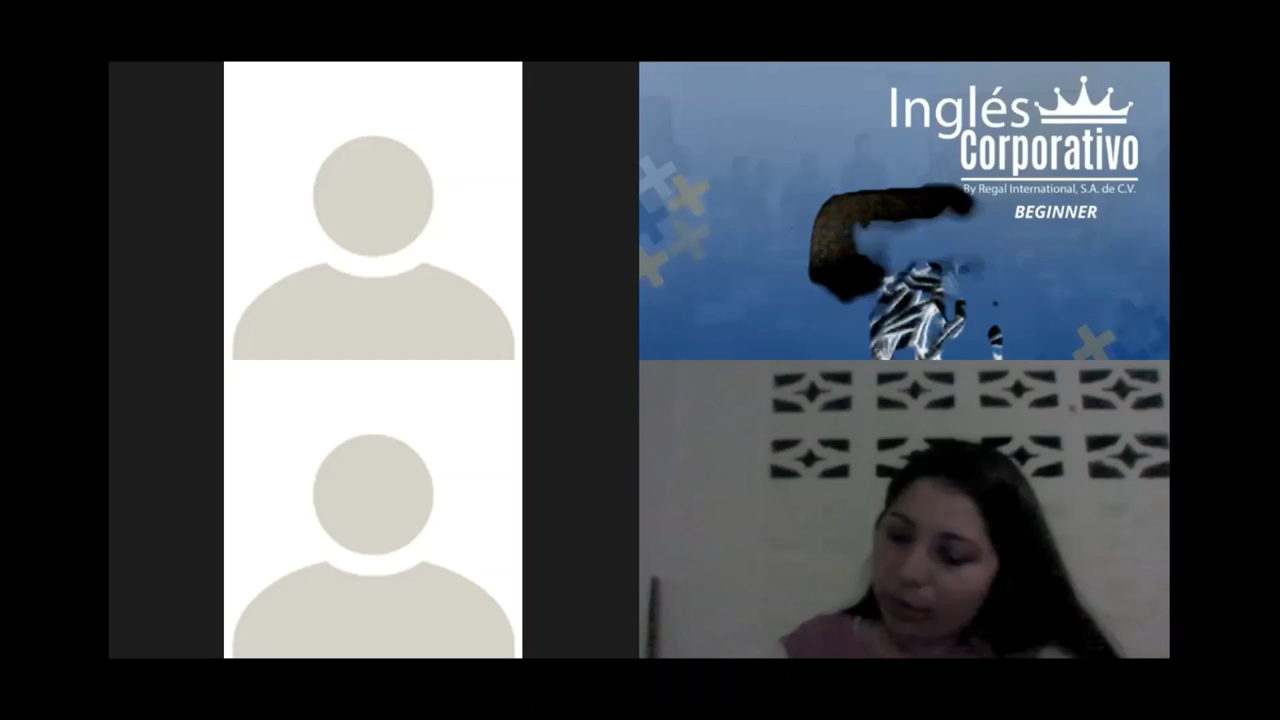 Inglés
Corporativo
By Regal International, S.A. de C.V.
BEGINNER